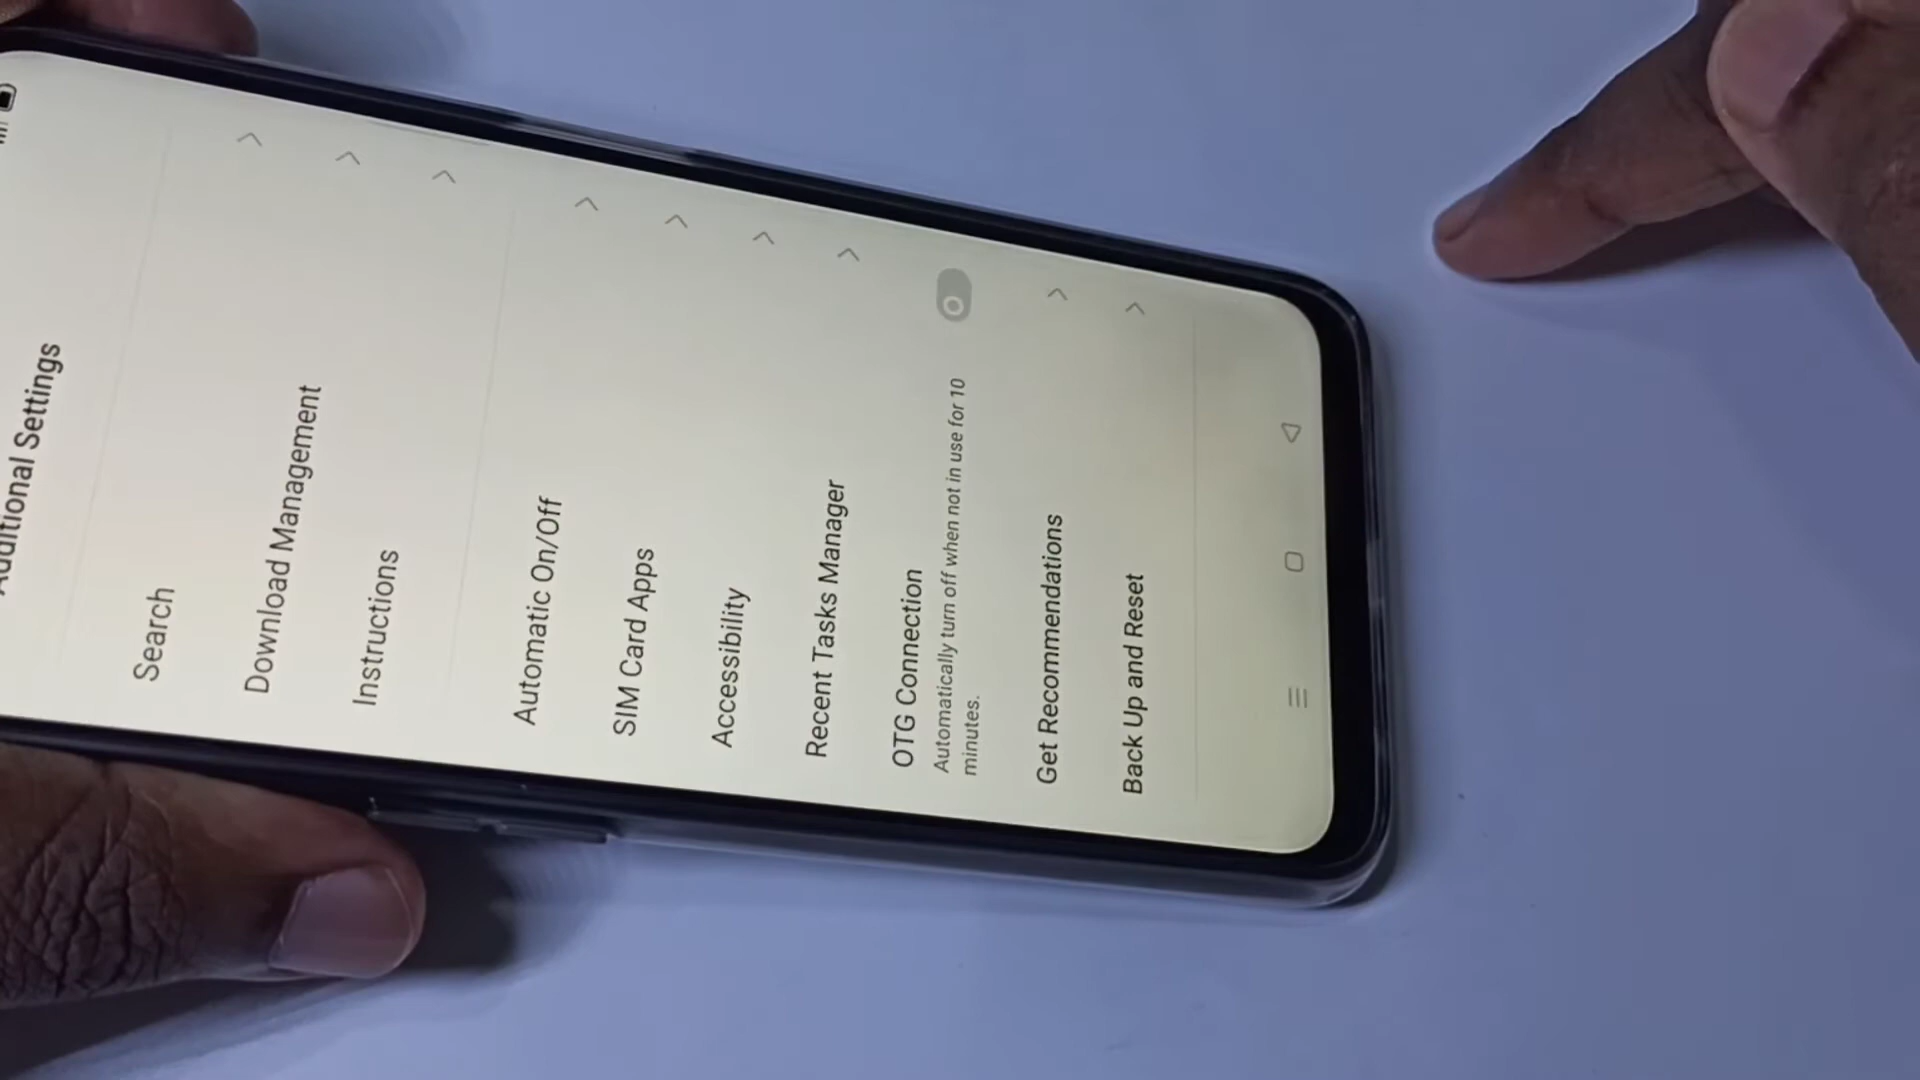 Additional Settings
Search
Download Management
Instructions
Automatic On/Off
SIM Card Apps
Accessibility
Recent Tasks Manager
OTG Connection
Automatically turn off when not in use for 10
minutes.
Get Recommendations
Back Up and Reset